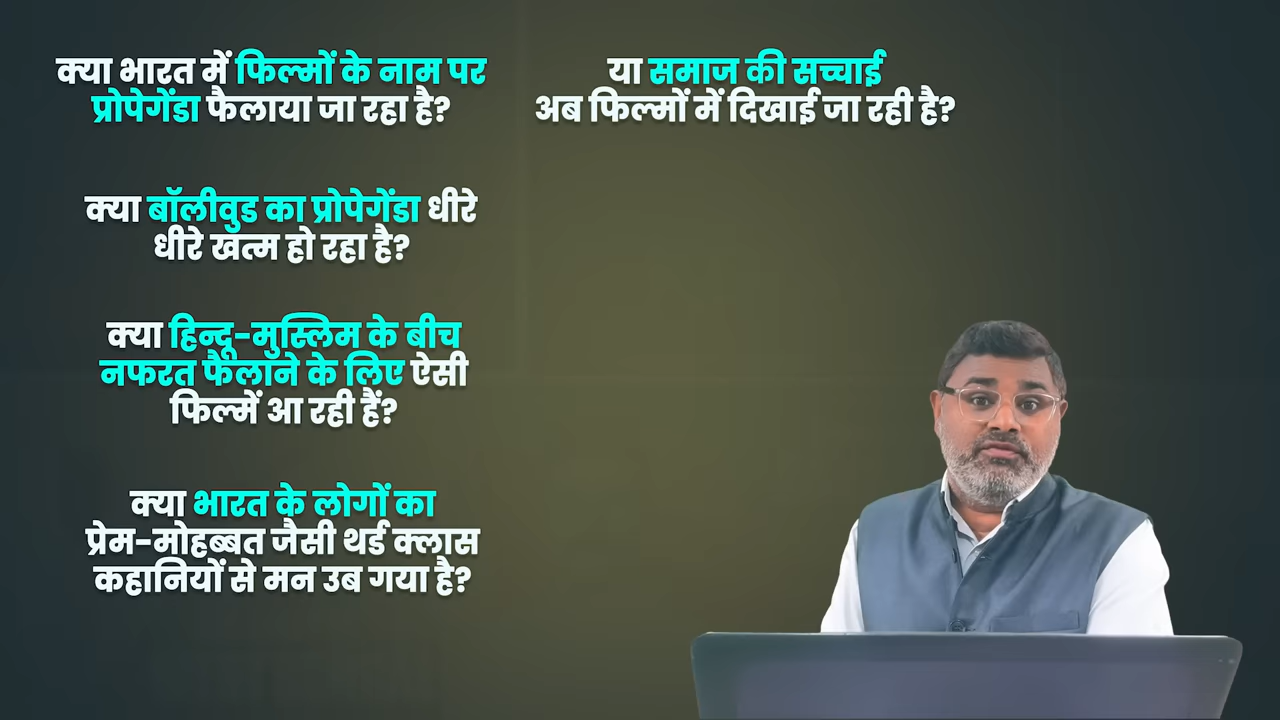 क्या भारत में फिल्मों के नाम पर
प्रोपेगेंडा फैलाया जा रहा है?
या समाज की सच्चाई
अब फिल्मों में दिखाई जा रही है?
क्या बॉलीवुड का प्रोपेगेंडा धीरे
धीरे खत्म हो रहा है?
क्या हिन्दू-मुस्लिम के बीच
नफरत फैलाने के लिए ऐसी
फिल्में आ रही हैं?
क्या भारत के लोगों का
प्रेम-मोहब्बत जैसी थर्ड क्लास
कहानियों से मन उब गया है?